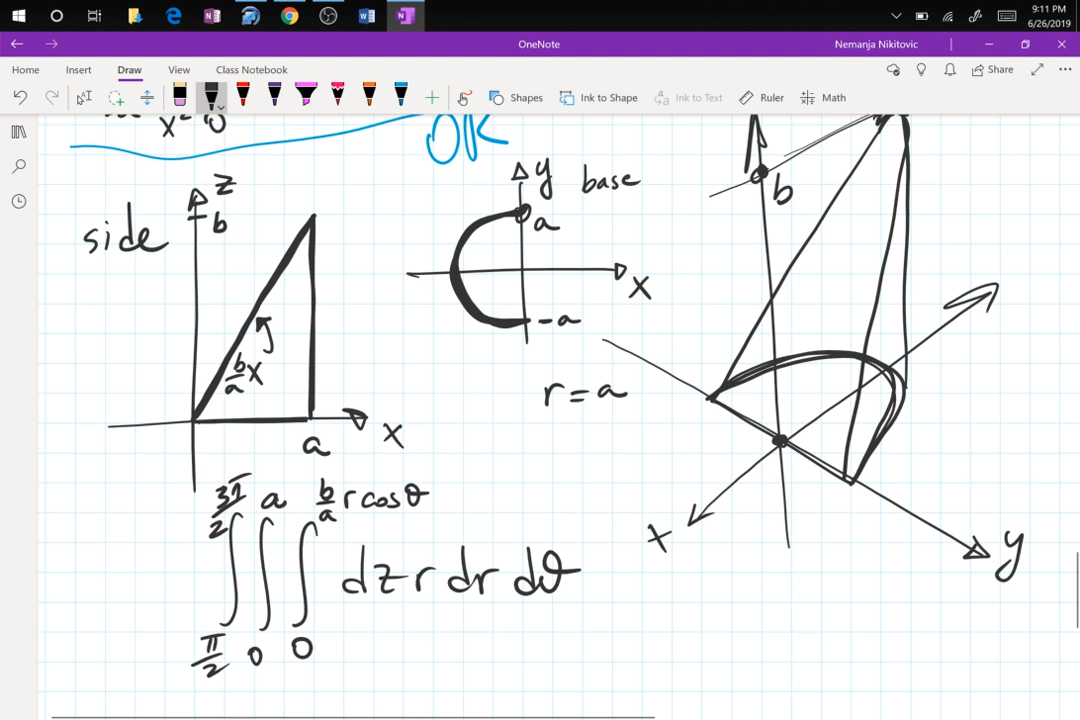 9:11 PM
6/26/2019
OneNote
Nemanja Nikitovic
Home Insert Draw View Class Notebook
Share
Shapes
Ink to Shape
Ink to Text
Ruler
Math
OK
z
b
side
b/a x
a
x
y base
a
x
-a
r = a
b
x
y
3π/2 a b/a r cos θ
∫ ∫ ∫ dz r dr dθ
π/2 0 0